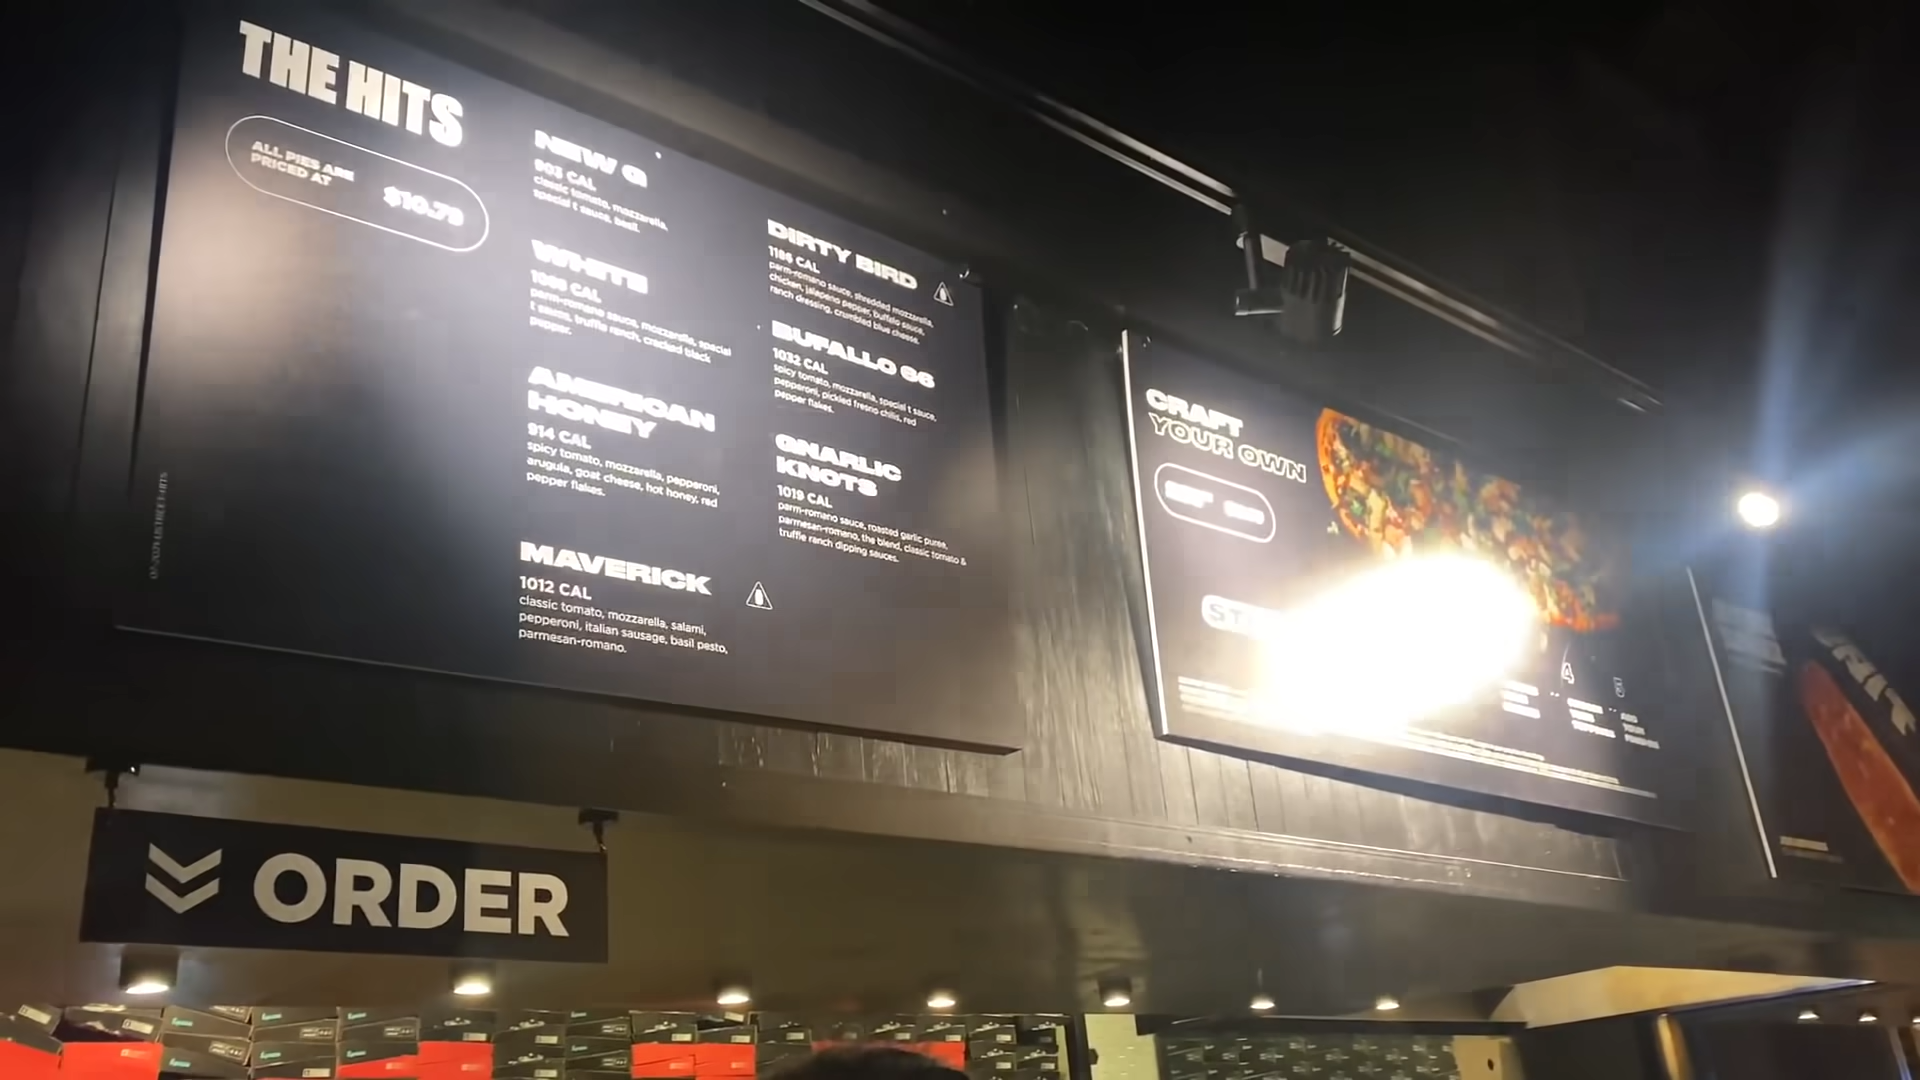 THE HITS
ALL PIES ARE
PRICED AT
$10.79
NEW G
903 CAL
classic tomato, mozzarella,
special t sauce, basil.
WHITE
CAL
parm-romano sauce, mozzarella, special
t sauce, truffle ranch, cracked black
pepper.
AMERICAN
HONEY
914 CAL
spicy tomato, mozzarella, pepperoni,
arugula, goat cheese, hot honey, red
pepper flakes.
MAVERICK
1012 CAL
classic tomato, mozzarella, salami,
pepperoni, italian sausage, basil pesto,
parmesan-romano.
DIRTY BIRD
1186 CAL
parm-romano sauce, shredded mozzarella,
chicken, jalapeno pepper, buffalo sauce,
ranch dressing, crumbled blue cheese.
BUFALLO 66
1032 CAL
spicy tomato, mozzarella, special t sauce,
pepperoni, pickled fresno chilis, red
pepper flakes.
GNARLIC
KNOTS
1019 CAL
parm-romano sauce, roasted garlic puree,
parmesan-romano, the blend, classic tomato &
truffle ranch dipping sauces.
CRAFT
YOUR OWN
4
5
ORDER